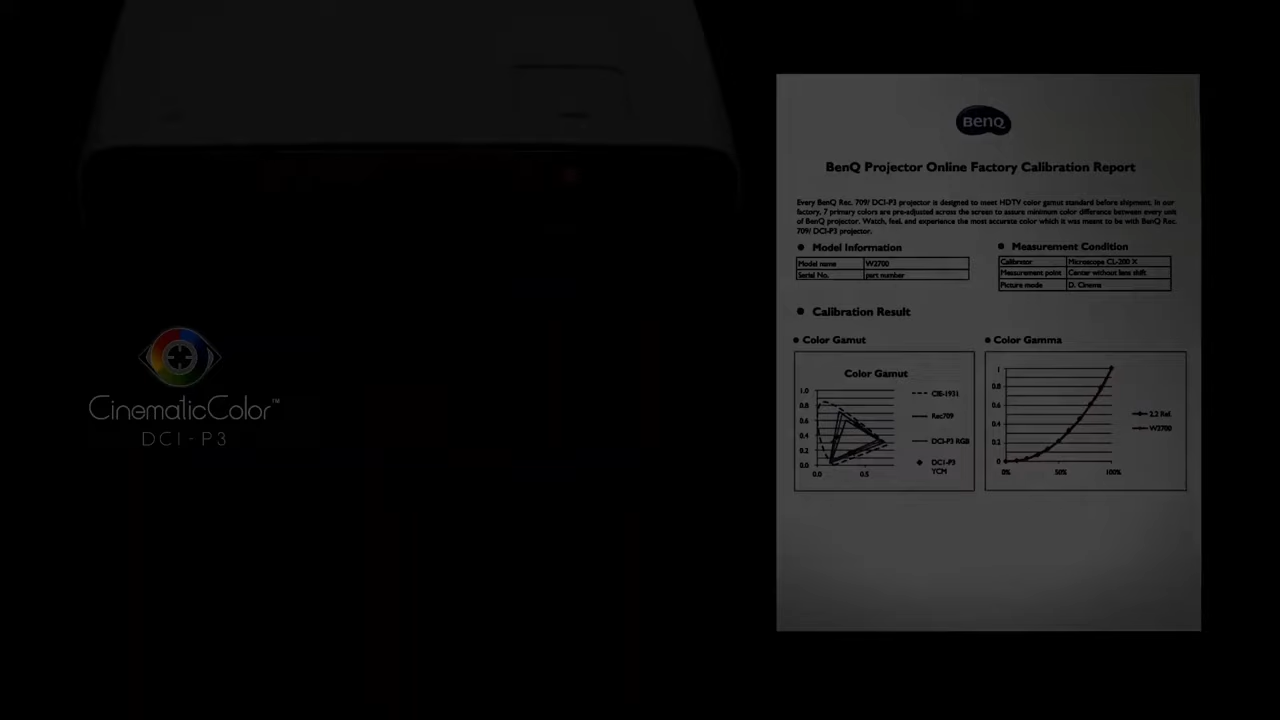 BenQ
BenQ Projector Online Factory Calibration Report
Every BenQ Rec. 709/ DCI-P3 projector is designed to meet HDTV color gamut standard before shipment. In our
factory, 7 primary colors are pre-adjusted across the screen to assure minimum color difference between every unit
of BenQ projector. Watch, feel, and experience the most accurate color which it was meant to be with BenQ Rec.
709/ DCI-P3 projector.
● Model Information
Model name W2700
Serial No. part number
● Measurement Condition
Calibrator Microscope CL-200 X
Measurement point Center without lens shift
Picture mode D. Cinema
● Calibration Result
● Color Gamut
Color Gamut
1.0
0.8
0.6
0.4
0.2
0.0
0.0 0.5
CIE-1931
Rec709
DCI-P3 RGB
DCI-P3
YCM
● Color Gamma
1
0.8
0.6
0.4
0.2
0
0% 50% 100%
2.2 Ref.
W2700
CinematicColor™
DCI-P3